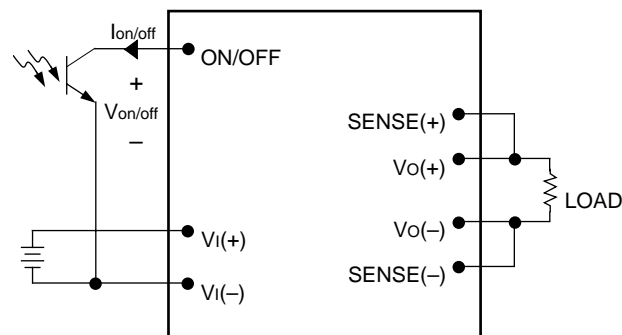 Ion/off
ON/OFF
+
Von/off
–
SENSE(+)
VO(+)
LOAD
VO(–)
VI(+)
SENSE(–)
VI(–)